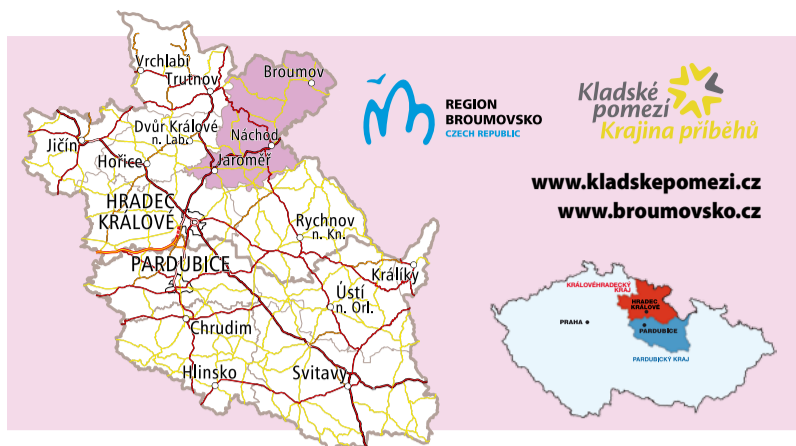 Vrchlabí
Trutnov
Broumov
Dvůr Králové
n. Lab.
Náchod
Jičín
Hořice
Jaroměř
HRADEC
KRÁLOVÉ
Rychnov
n. Kn.
PARDUBICE
Králíky
Ústí
n. Orl.
Chrudim
Hlinsko
Svitavy
REGION
BROUMOVSKO
CZECH REPUBLIC
Kladské
pomezí
Krajina příběhů
www.kladskepomezi.cz
www.broumovsko.cz
KRÁLOVÉHRADECKÝ
KRAJ
HRADEC
KRÁLOVÉ
PRAHA
PARDUBICE
PARDUBICKÝ KRAJ